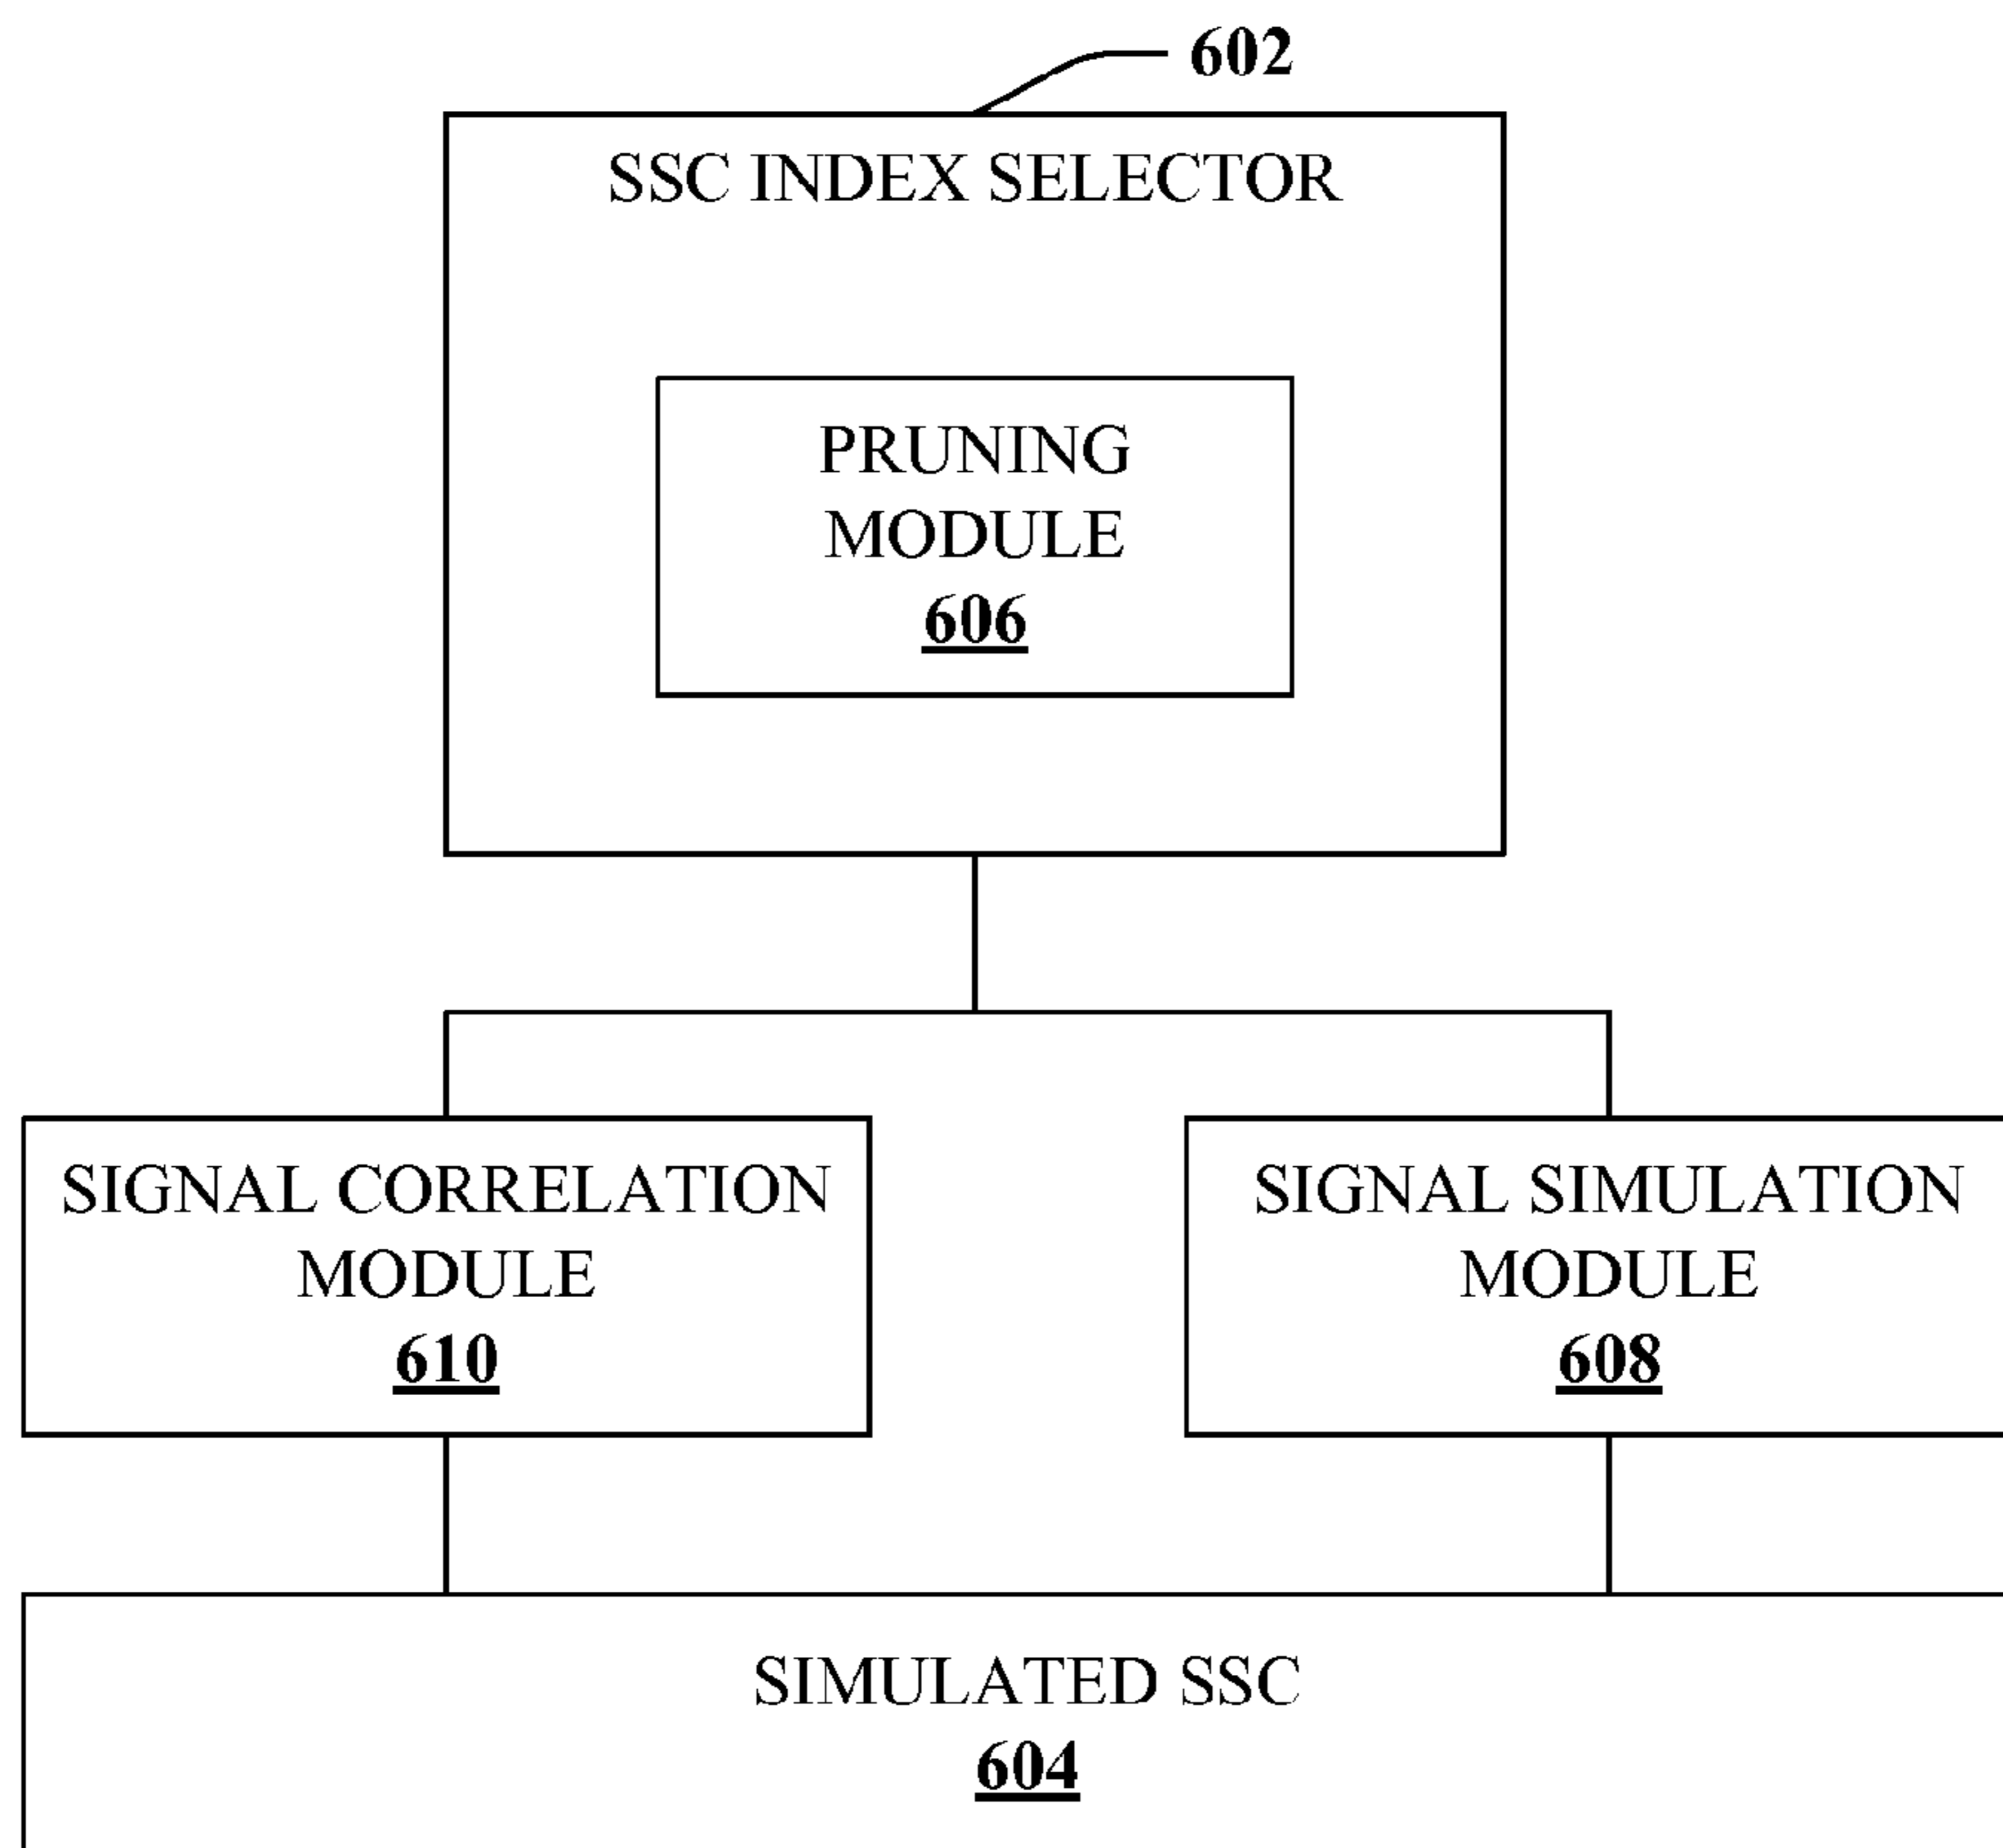 602
SSC INDEX SELECTOR
PRUNING
MODULE
606
SIGNAL CORRELATION
MODULE
610
SIGNAL SIMULATION
MODULE
608
SIMULATED SSC
604